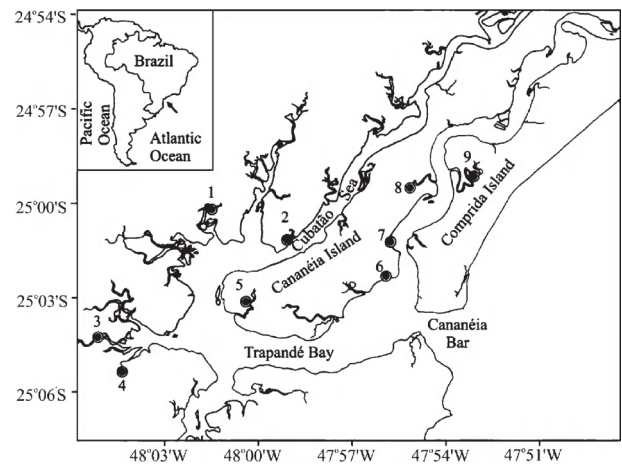 24°54'S
24°57'S
25°00'S
25°03'S
25°06'S
48°03'W
48°00'W
47°57'W
47°54'W
47°51'W
Brazil
Pacific
Ocean
Atlantic
Ocean
1
2
3
4
5
6
7
8
9
Cubatão Sea
Cananéia Island
Comprida Island
Trapandé Bay
Cananéia
Bar